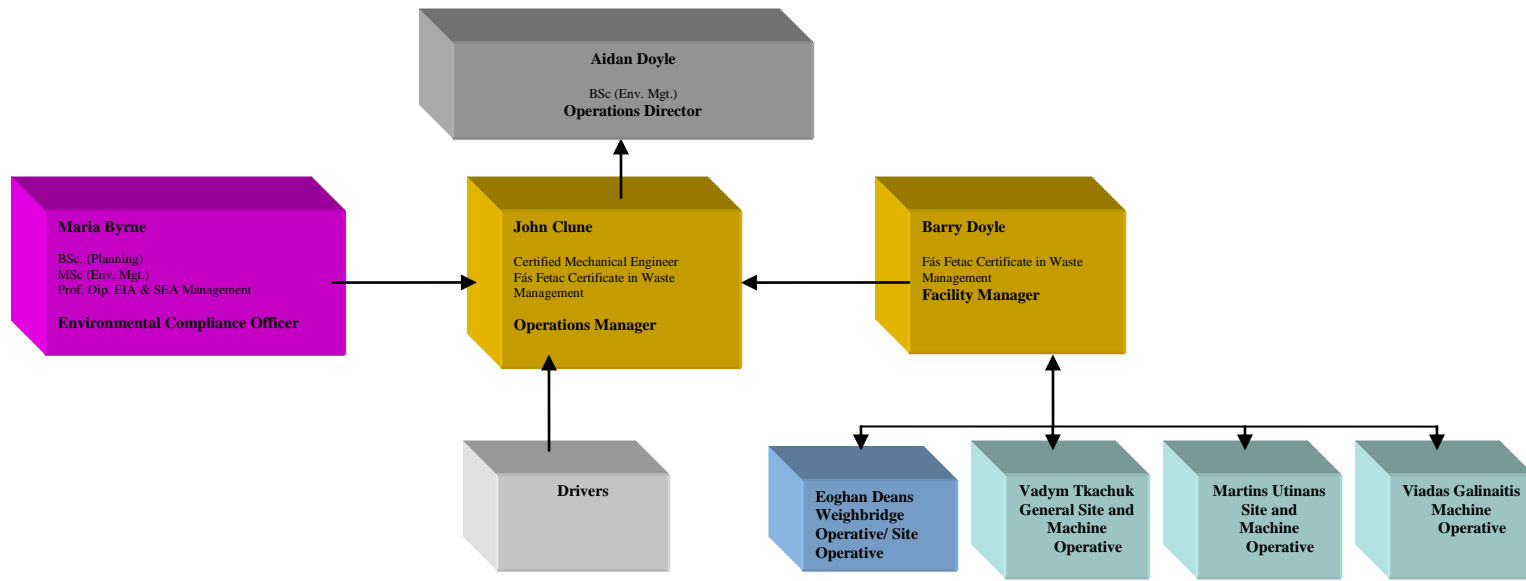 Aidan Doyle
BSc (Env. Mgt.)
Operations Director
Maria Byrne
BSc. (Planning)
MSc (Env. Mgt.)
Prof. Dip. EIA & SEA Management
Environmental Compliance Officer
John Clune
Certified Mechanical Engineer
Fás Fetac Certificate in Waste
Management
Operations Manager
Barry Doyle
Fás Fetac Certificate in Waste
Management
Facility Manager
Drivers
Eoghan Deans
Weighbridge
Operative/ Site
Operative
Vadym Tkachuk
General Site and
Machine
Operative
Martins Utinans
Site and
Machine
Operative
Viadas Galinaitis
Machine
Operative